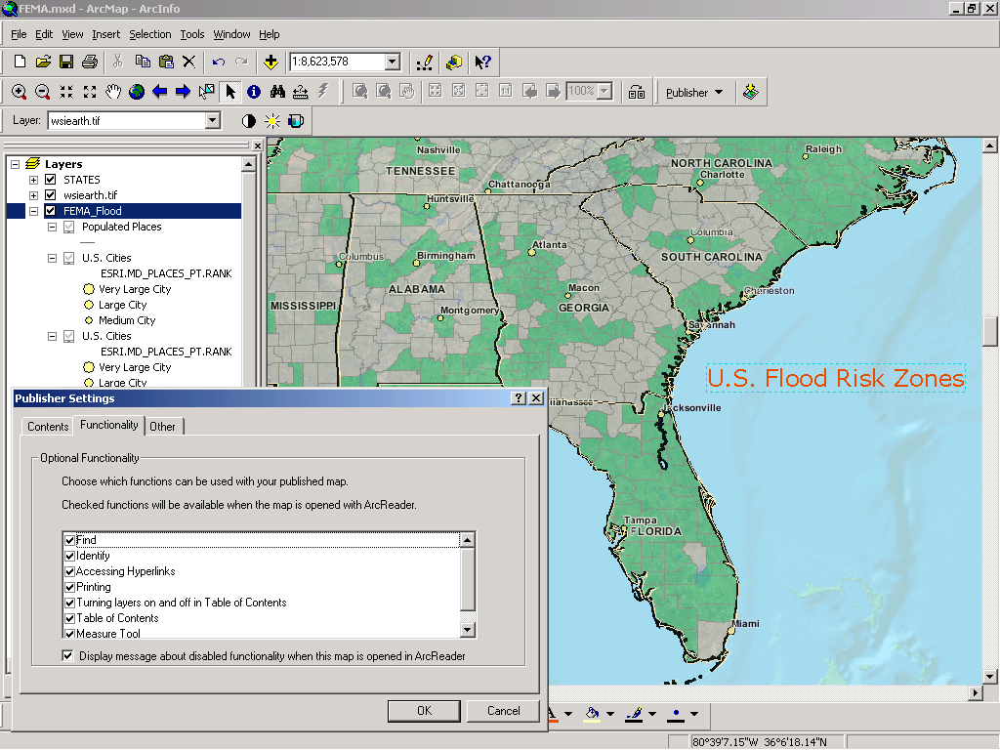 FEMA.mxd - ArcMap - ArcInfo
File Edit View Insert Selection Tools Window Help
1:8,623,578
100%
Publisher
Layer: wsiearth.tif
Layers
STATES
wsiearth.tif
FEMA_Flood
Populated Places
U.S. Cities
ESRI.MD_PLACES_PT.RANK
Very Large City
Large City
Medium City
U.S. Cities
ESRI.MD_PLACES_PT.RANK
Very Large City
Large City
Nashville
Raleigh
TENNESSEE
NORTH CAROLINA
Charlotte
Chattanooga
Huntsville
Columbia
Atlanta
Columbus
Birmingham
SOUTH CAROLINA
ALABAMA
Macon
Charleston
MISSISSIPPI
Montgomery
GEORGIA
Savannah
U.S. Flood Risk Zones
Jacksonville
Tampa
FLORIDA
Miami
Publisher Settings
Contents Functionality Other
Optional Functionality
Choose which functions can be used with your published map.
Checked functions will be available when the map is opened with ArcReader.
Find
Identify
Accessing Hyperlinks
Printing
Turning layers on and off in Table of Contents
Table of Contents
Measure Tool
Display message about disabled functionality when this map is opened in ArcReader
OK Cancel
80°39'7.15"W 36°6'18.14"N